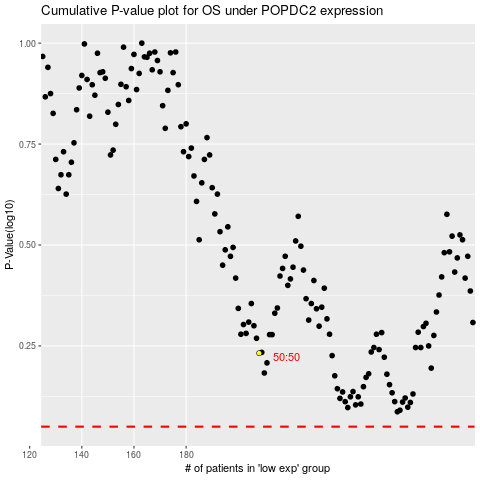 Cumulative P-value plot for OS under POPDC2 expression
P-Value(log10)
1.00
0.75
0.50
0.25
50:50
120 140 160 180
# of patients in 'low exp' group